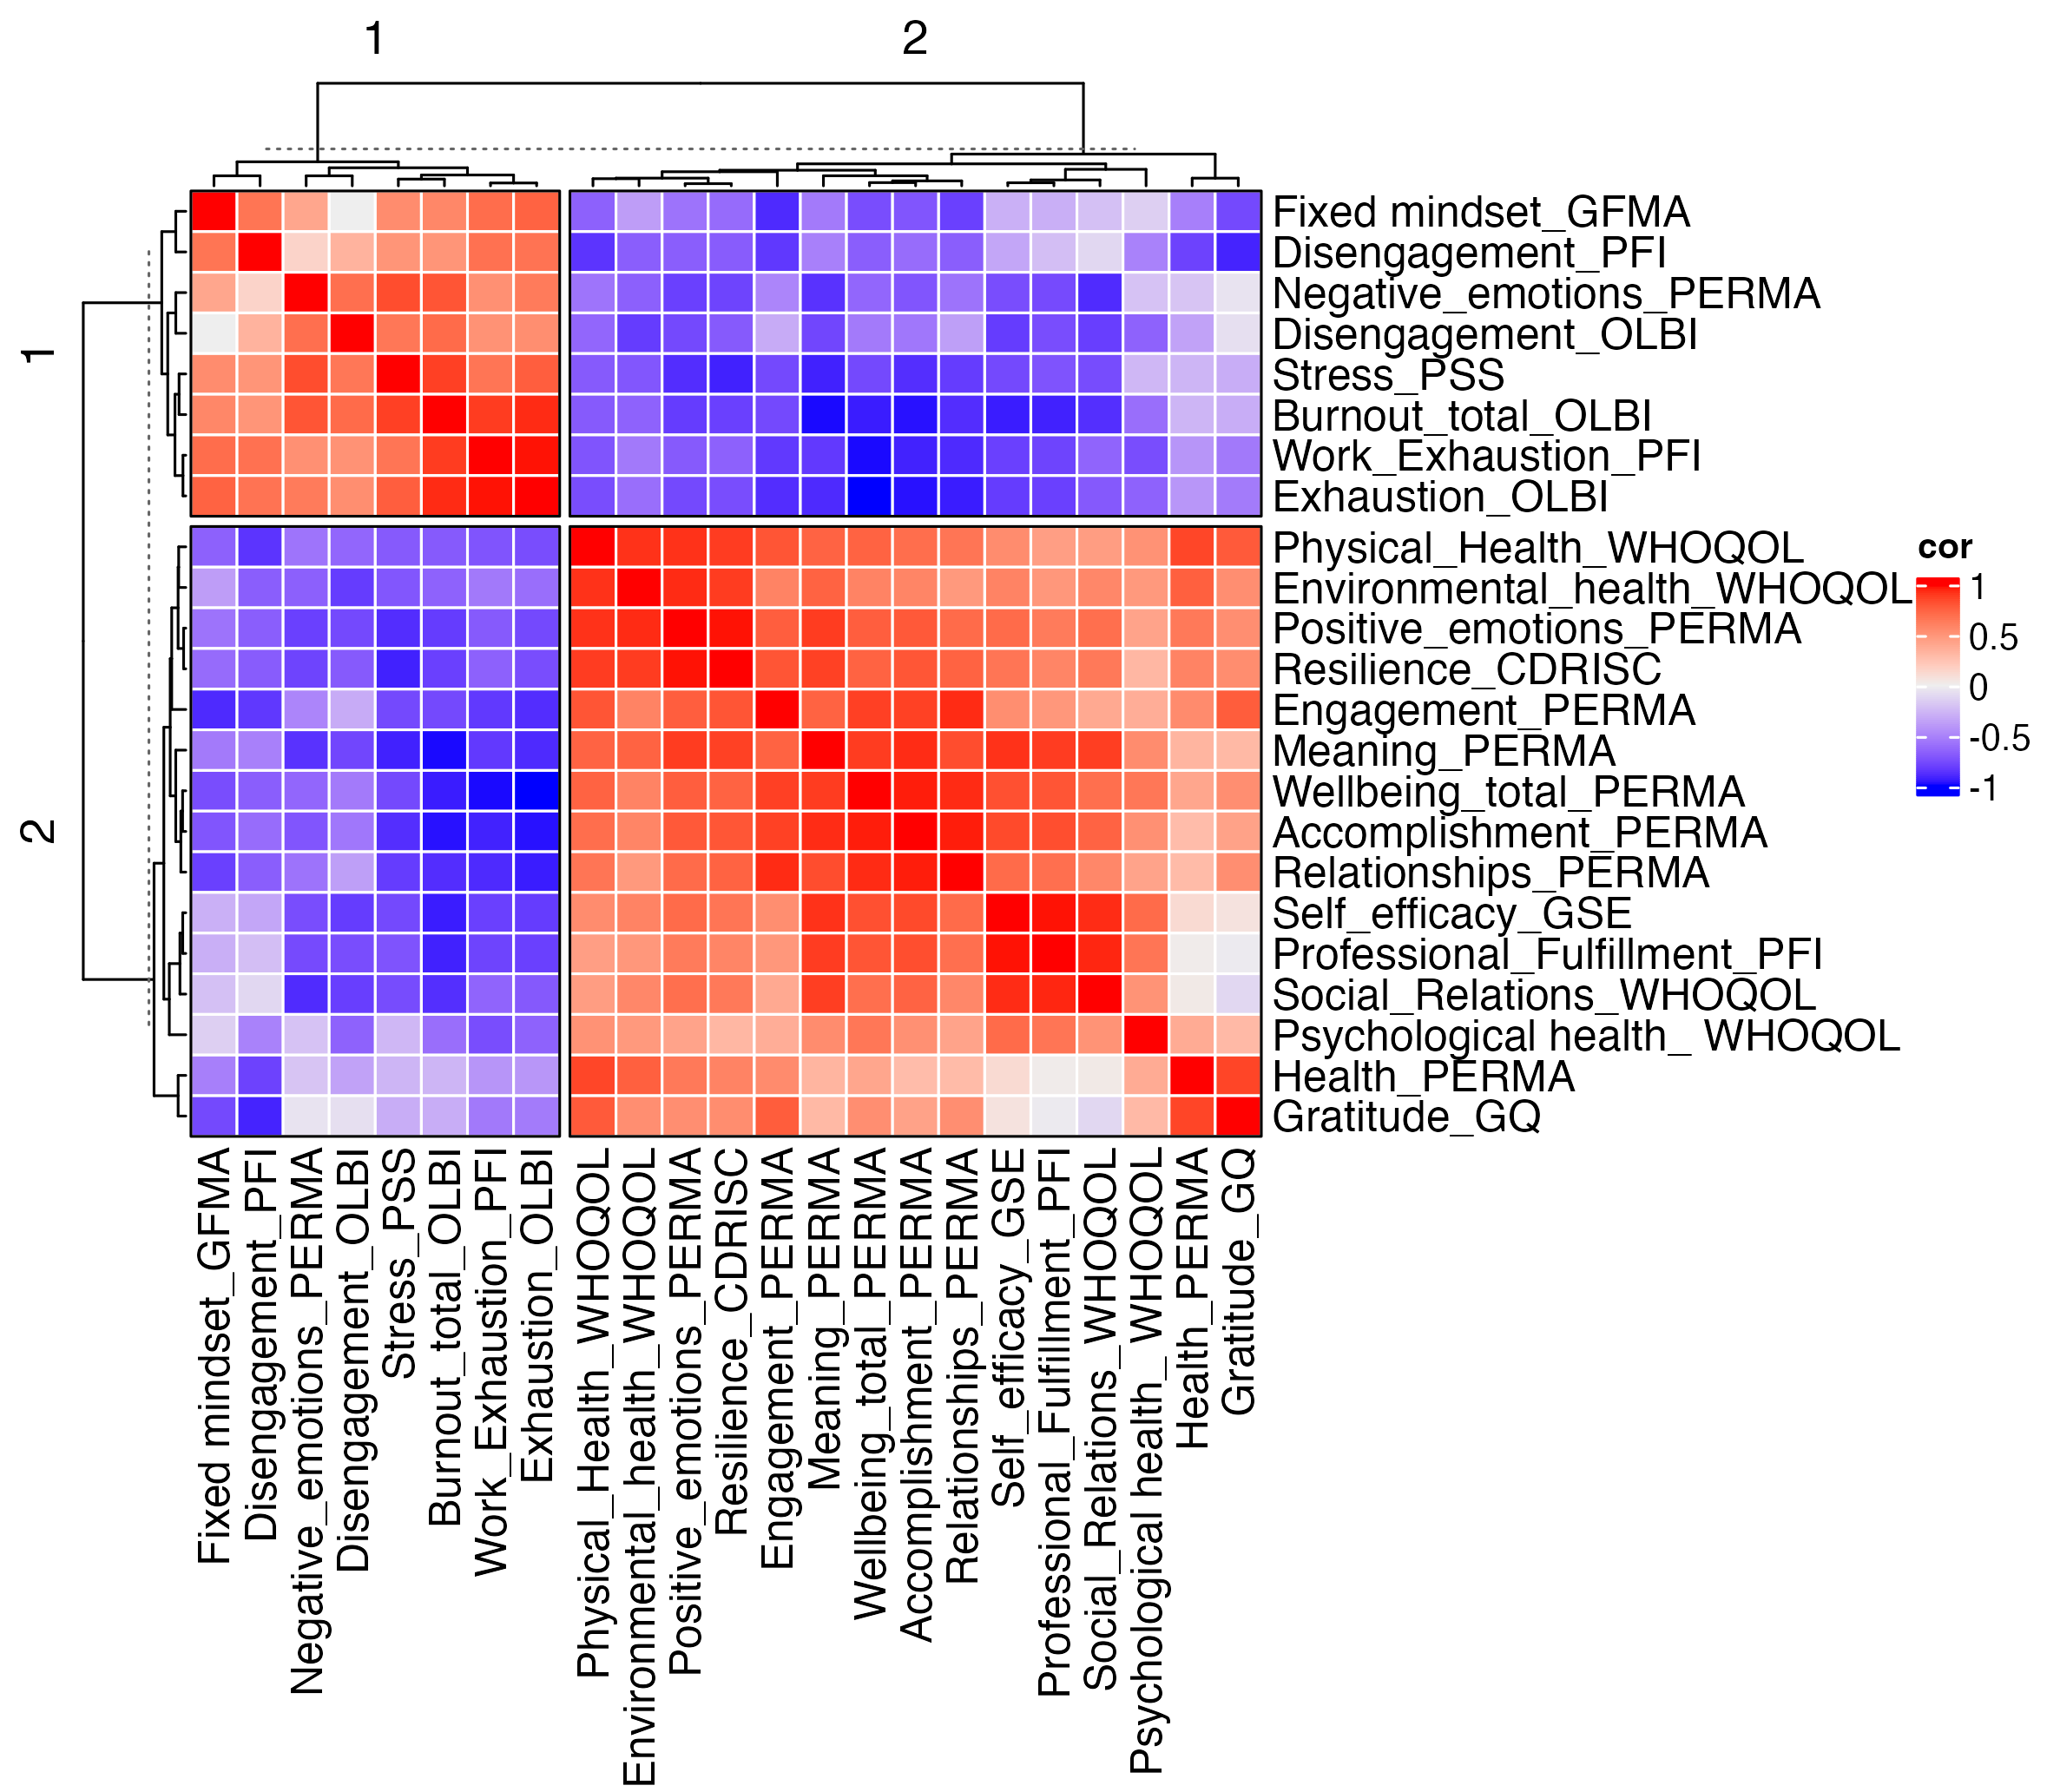 1
2
1
2
Fixed mindset_GFMA
Disengagement_PFI
Negative_emotions_PERMA
Disengagement_OLBI
Stress_PSS
Burnout_total_OLBI
Work_Exhaustion_PFI
Exhaustion_OLBI
Physical_Health_WHOQOL
Environmental_health_WHOQOL
Positive_emotions_PERMA
Resilience_CDRISC
Engagement_PERMA
Meaning_PERMA
Wellbeing_total_PERMA
Accomplishment_PERMA
Relationships_PERMA
Self_efficacy_GSE
Professional_Fulfillment_PFI
Social_Relations_WHOQOL
Psychological health_ WHOQOL
Health_PERMA
Gratitude_GQ
cor
1
0.5
0
-0.5
-1
Fixed mindset_GFMA
Disengagement_PFI
Negative_emotions_PERMA
Disengagement_OLBI
Stress_PSS
Burnout_total_OLBI
Work_Exhaustion_PFI
Exhaustion_OLBI
Physical_Health_WHOQOL
Environmental_health_WHOQOL
Positive_emotions_PERMA
Resilience_CDRISC
Engagement_PERMA
Meaning_PERMA
Wellbeing_total_PERMA
Accomplishment_PERMA
Relationships_PERMA
Self_efficacy_GSE
Professional_Fulfillment_PFI
Social_Relations_WHOQOL
Psychological health_ WHOQOL
Health_PERMA
Gratitude_GQ